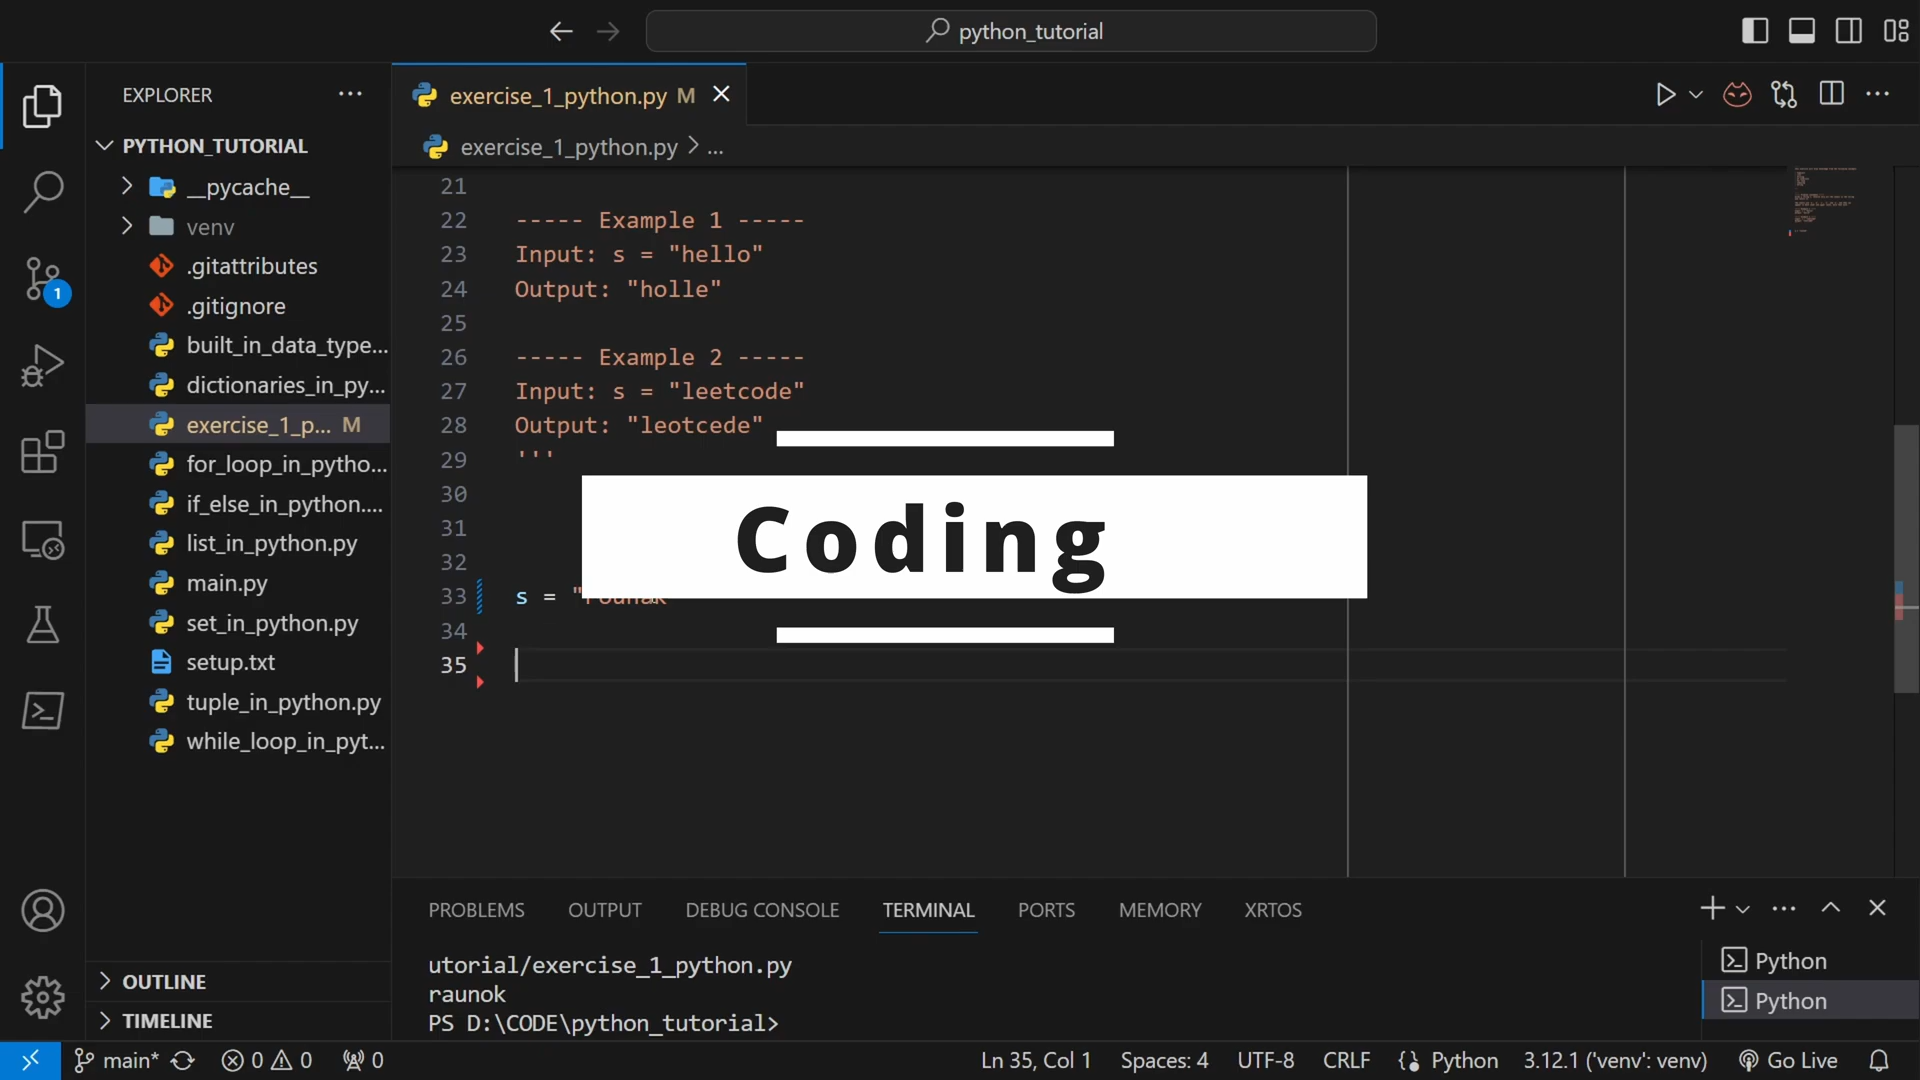 python_tutorial
EXPLORER
exercise_1_python.py M
PYTHON_TUTORIAL
exercise_1_python.py > ...
__pycache__
venv
.gitattributes
.gitignore
built_in_data_type...
dictionaries_in_py...
exercise_1_p... M
for_loop_in_pytho...
if_else_in_python....
list_in_python.py
main.py
set_in_python.py
setup.txt
tuple_in_python.py
while_loop_in_pyt...
OUTLINE
TIMELINE
1
21
22 ----- Example 1 -----
23 Input: s = "hello"
24 Output: "holle"
25
26 ----- Example 2 -----
27 Input: s = "leetcode"
28 Output: "leotcede"
29 '''
30
31
32
33 s = "
34
35
Coding
PROBLEMS OUTPUT DEBUG CONSOLE TERMINAL PORTS MEMORY XRTOS
utorial/exercise_1_python.py
raunok
PS D:\CODE\python_tutorial>
Python
Python
main* 0 0 0 Ln 35, Col 1 Spaces: 4 UTF-8 CRLF Python 3.12.1 ('venv': venv) Go Live